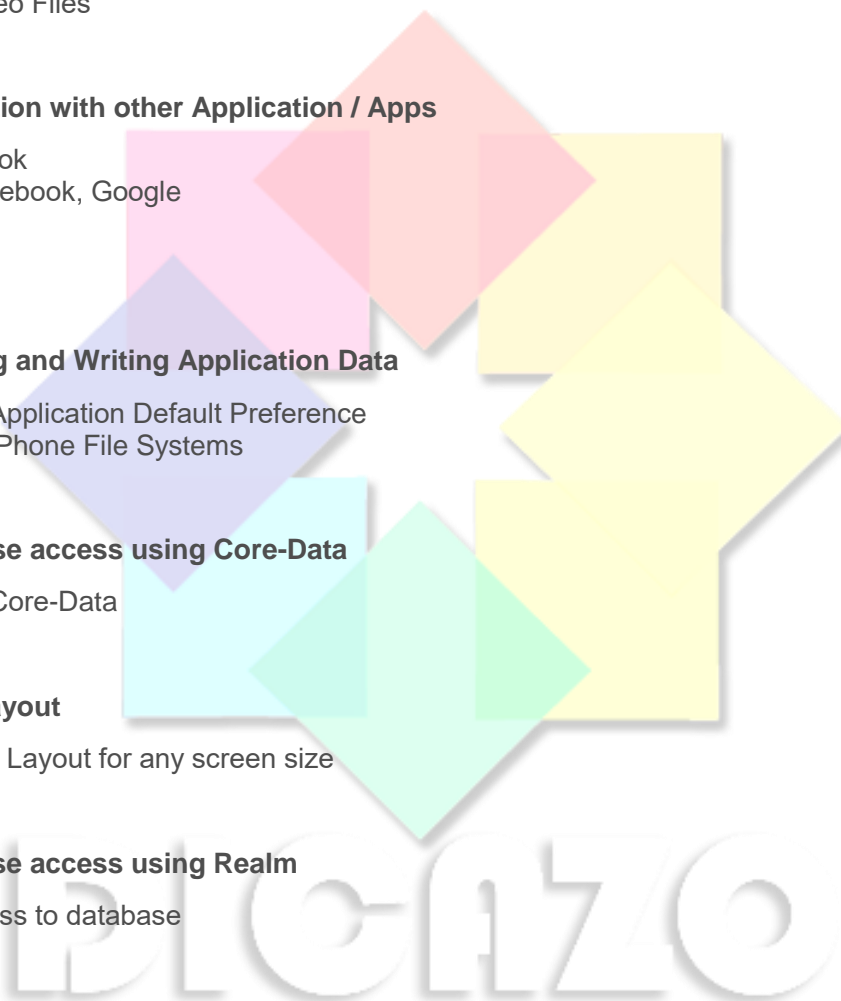 eo Files
ion with other Application / Apps
ok
ebook, Google
g and Writing Application Data
Application Default Preference
Phone File Systems
se access using Core-Data
Core-Data
yout
Layout for any screen size
se access using Realm
ss to database
DICAZO